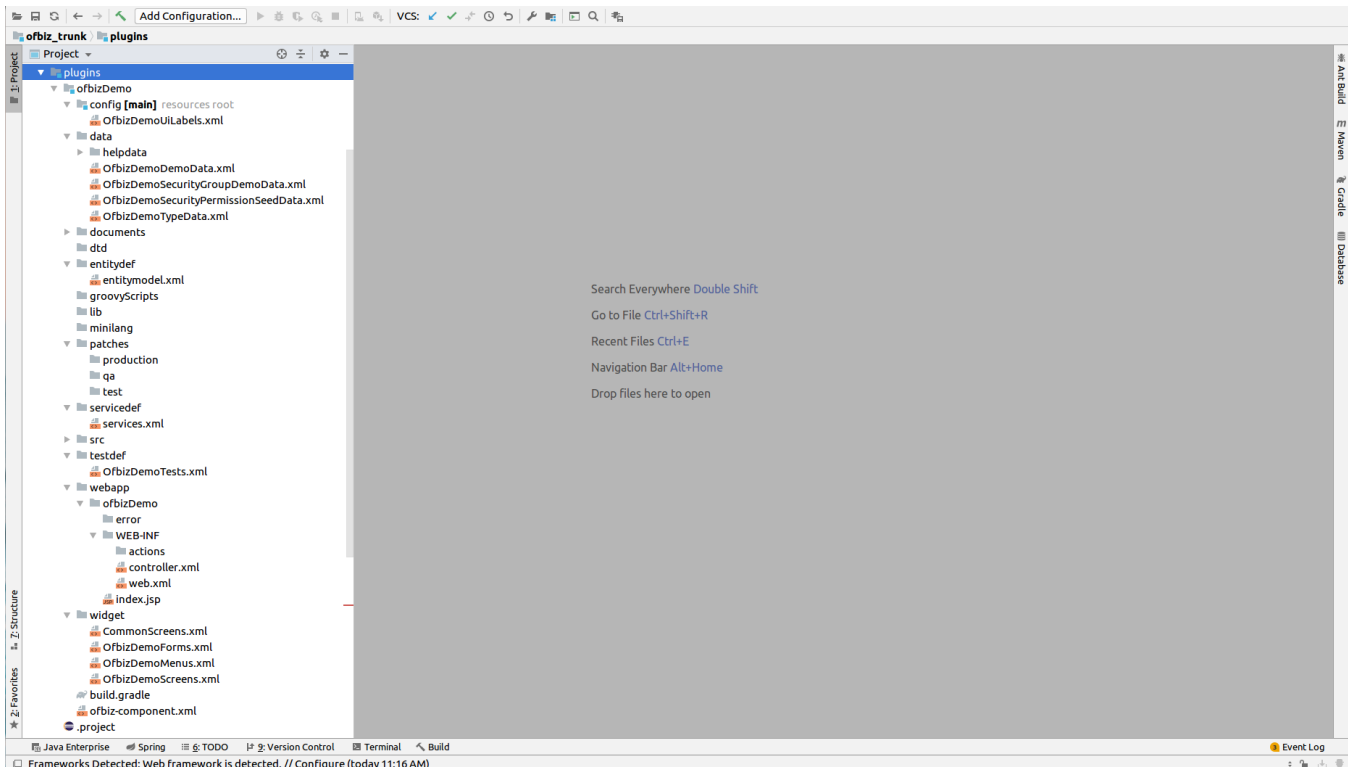 Add Configuration...
VCS:
ofbiz_trunk plugins
Project
plugins
ofbizDemo
config [main] resources root
OfbizDemoUiLabels.xml
data
helpdata
OfbizDemoDemoData.xml
OfbizDemoSecurityGroupDemoData.xml
OfbizDemoSecurityPermissionSeedData.xml
OfbizDemoTypeData.xml
documents
dtd
entitydef
entitymodel.xml
groovyScripts
lib
minilang
patches
production
qa
test
servicedef
services.xml
src
testdef
OfbizDemoTests.xml
webapp
ofbizDemo
error
WEB-INF
actions
controller.xml
web.xml
index.jsp
widget
CommonScreens.xml
OfbizDemoForms.xml
OfbizDemoMenus.xml
OfbizDemoScreens.xml
build.gradle
ofbiz-component.xml
.project
1: Project
7: Structure
2: Favorites
Search Everywhere Double Shift
Go to File Ctrl+Shift+R
Recent Files Ctrl+E
Navigation Bar Alt+Home
Drop files here to open
Ant Build
m Maven
Gradle
Database
Java Enterprise Spring 6: TODO 9: Version Control Terminal Build
3 Event Log
Frameworks Detected: Web framework is detected. // Configure (today 11:16 AM)